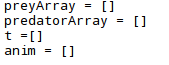 preyArray = []
predatorArray = []
t =[]
anim = []